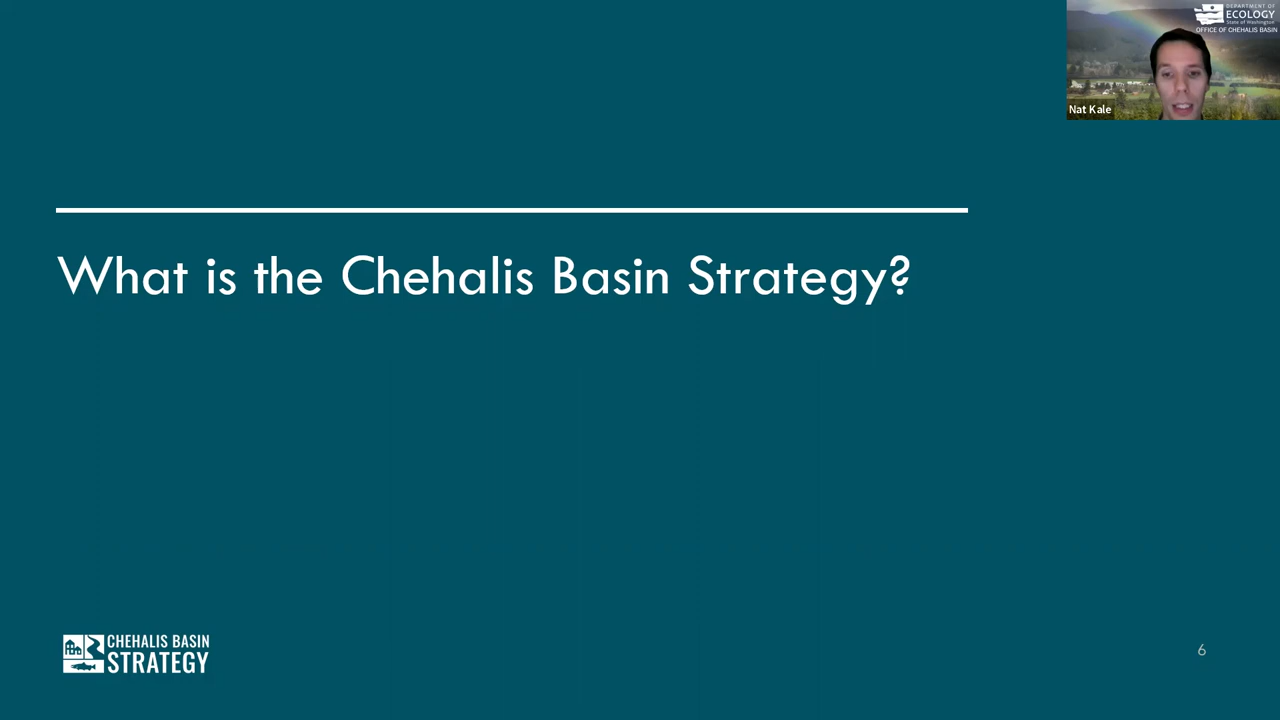 DEPARTMENT OF
ECOLOGY
State of Washington
OFFICE OF CHEHALIS BASIN
Nat Kale
What is the Chehalis Basin Strategy?
CHEHALIS BASIN
STRATEGY
6